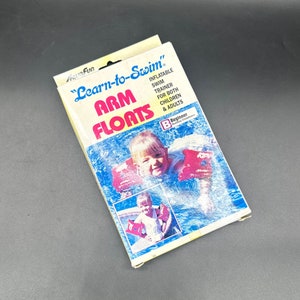 "Learn-to-Swim"
ARM
FLOATS
INFLATABLE
SWIM
TRAINER
FOR BOTH
CHILDREN
& ADULTS
B Beginner